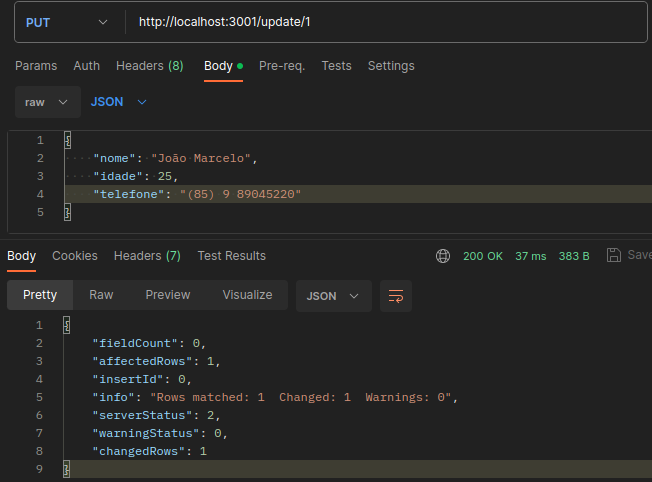 PUT http://localhost:3001/update/1
Params Auth Headers (8) Body Pre-req. Tests Settings
raw JSON
1 {
2 "nome": "João Marcelo",
3 "idade": 25,
4 "telefone": "(85) 9 89045220"
5 }
Body Cookies Headers (7) Test Results 200 OK 37 ms 383 B Save
Pretty Raw Preview Visualize JSON
1 {
2 "fieldCount": 0,
3 "affectedRows": 1,
4 "insertId": 0,
5 "info": "Rows matched: 1  Changed: 1  Warnings: 0",
6 "serverStatus": 2,
7 "warningStatus": 0,
8 "changedRows": 1
9 }